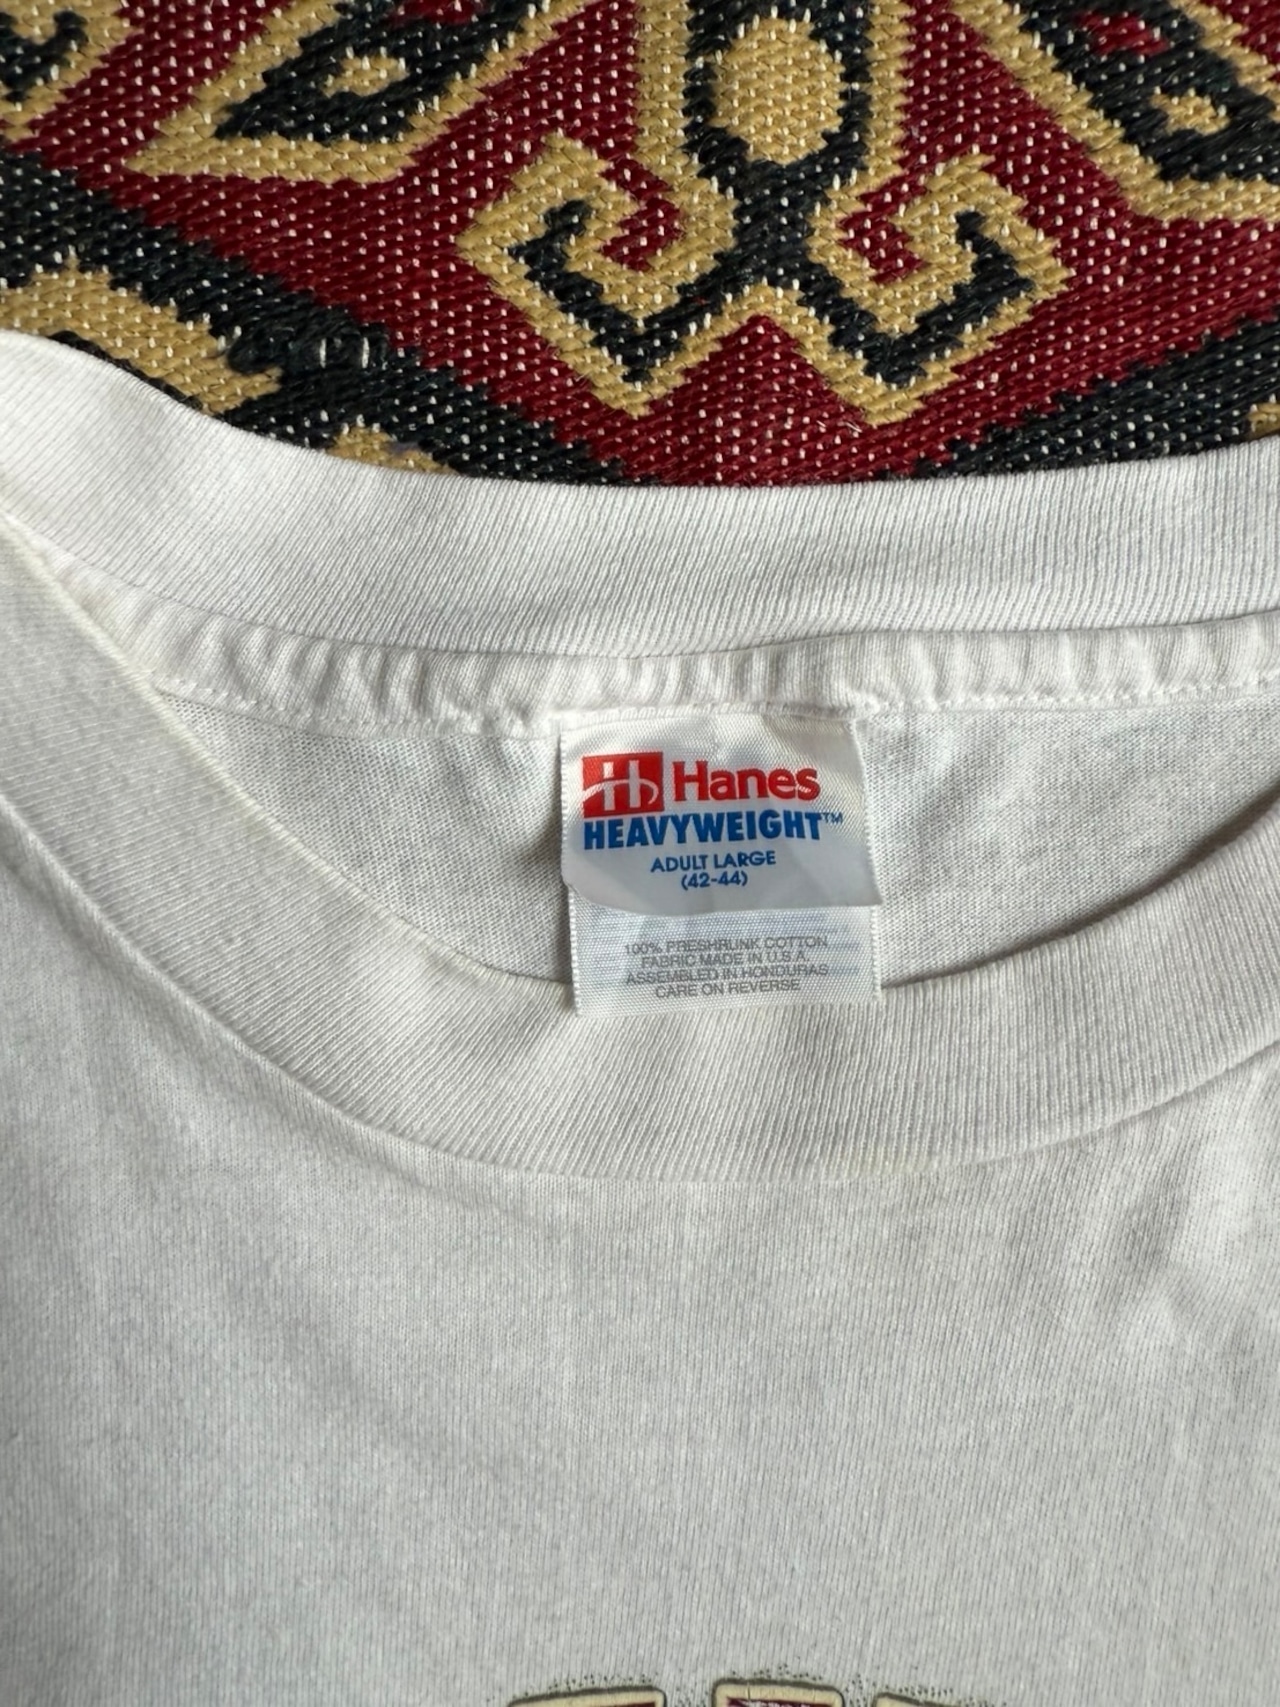 Hanes
HEAVYWEIGHT™
ADULT LARGE
(42-44)
100% PRESHRUNK COTTON
FABRIC MADE IN U.S.A.
ASSEMBLED IN HONDURAS
CARE ON REVERSE